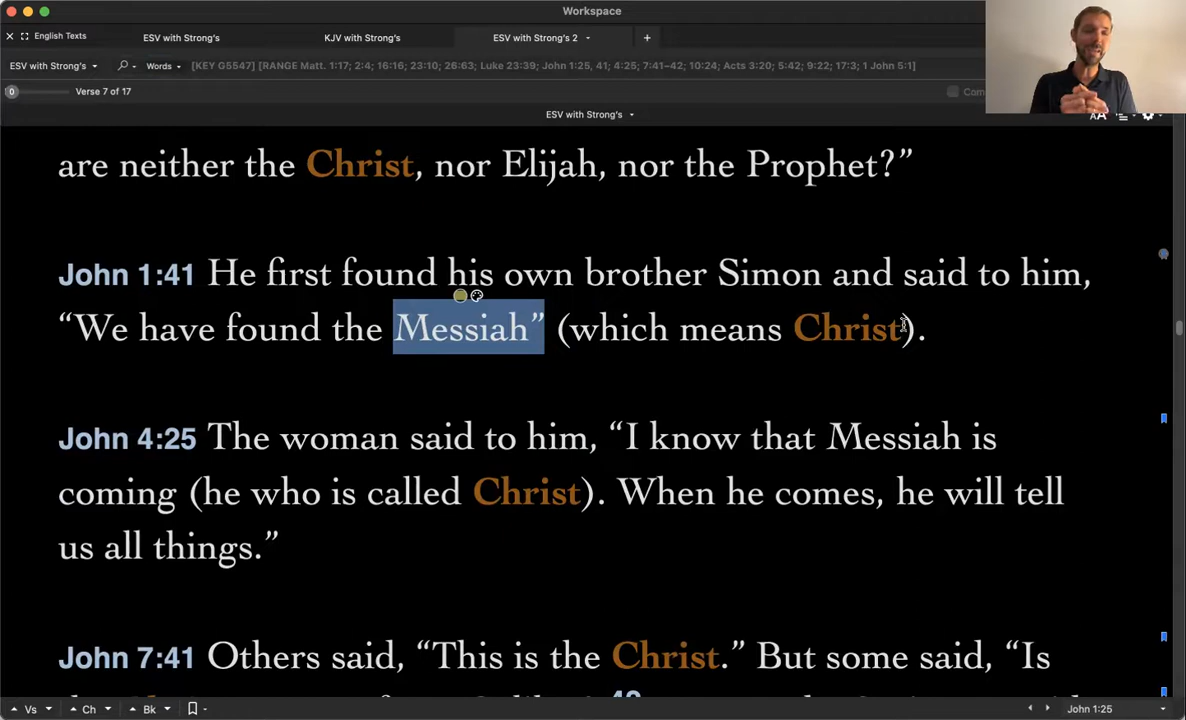 Workspace
English Texts ESV with Strong's KJV with Strong's ESV with Strong's 2 +
ESV with Strong's Words [KEY G5547] [RANGE Matt. 1:17; 2:4; 16:16; 23:10; 26:63; Luke 23:39; John 1:25, 41; 4:25; 7:41–42; 10:24; Acts 3:20; 5:42; 9:22; 17:3; 1 John 5:1]
0 Verse 7 of 17
ESV with Strong's AA
are neither the Christ, nor Elijah, nor the Prophet?”
John 1:41 He first found his own brother Simon and said to him,
“We have found the Messiah” (which means Christ).
John 4:25 The woman said to him, “I know that Messiah is
coming (he who is called Christ). When he comes, he will tell
us all things.”
John 7:41 Others said, “This is the Christ.” But some said, “Is
Vs Ch Bk John 1:25